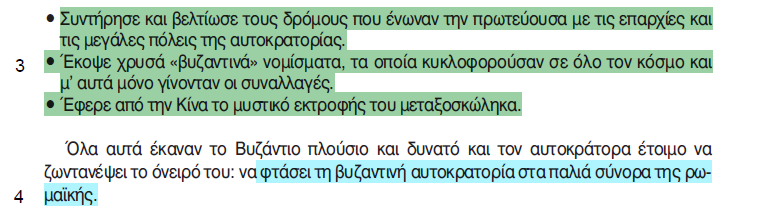 • Συντήρησε και βελτίωσε τους δρόμους που ένωναν την πρωτεύουσα με τις επαρχίες και
τις μεγάλες πόλεις της αυτοκρατορίας.
3 • Έκοψε χρυσά «βυζαντινά» νομίσματα, τα οποία κυκλοφορούσαν σε όλο τον κόσμο και
μ’ αυτά μόνο γίνονταν οι συναλλαγές.
• Έφερε από την Κίνα το μυστικό εκτροφής του μεταξοσκώληκα.
Όλα αυτά έκαναν το Βυζάντιο πλούσιο και δυνατό και τον αυτοκράτορα έτοιμο να
ζωντανέψει το όνειρό του: να φτάσει τη βυζαντινή αυτοκρατορία στα παλιά σύνορα της ρω-
4 μαϊκής.